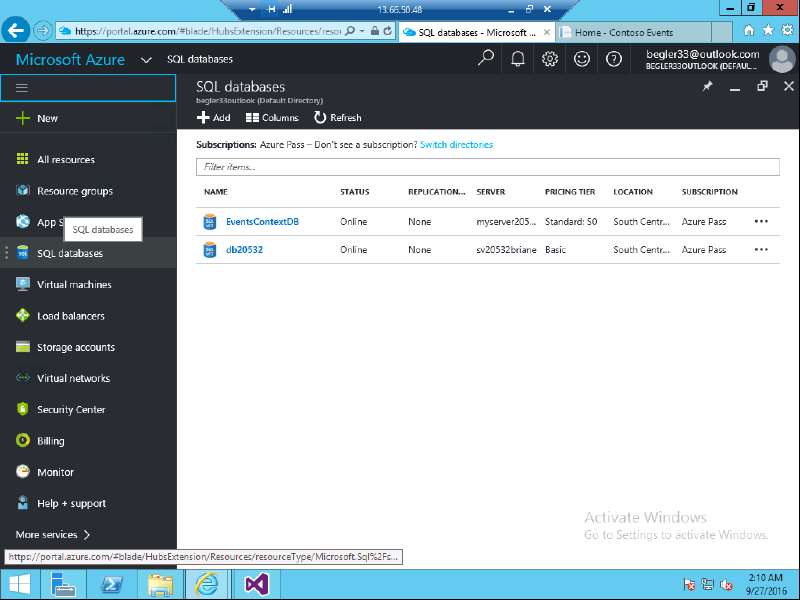 13.66.50.48
https://portal.azure.com/#blade/HubsExtension/Resources/resou
SQL databases - Microsoft ...
Home - Contoso Events
Microsoft Azure
SQL databases
begler33@outlook.com
BEGLER33OUTLOOK (DEFAUL...
SQL databases
begler33outlook (Default Directory)
New
Add
Columns
Refresh
Subscriptions: Azure Pass – Don't see a subscription? Switch directories
Filter items...
NAME STATUS REPLICATION... SERVER PRICING TIER LOCATION SUBSCRIPTION
EventsContextDB Online None myserver205... Standard: S0 South Centr... Azure Pass
db20532 Online None sv20532briane Basic South Centr... Azure Pass
All resources
Resource groups
App S
SQL databases
SQL databases
Virtual machines
Load balancers
Storage accounts
Virtual networks
Security Center
Billing
Monitor
Help + support
More services
https://portal.azure.com/#blade/HubsExtension/Resources/resourceType/Microsoft.Sql%2Fs...
Activate Windows
Go to Settings to activate Windows.
2:10 AM
9/27/2016